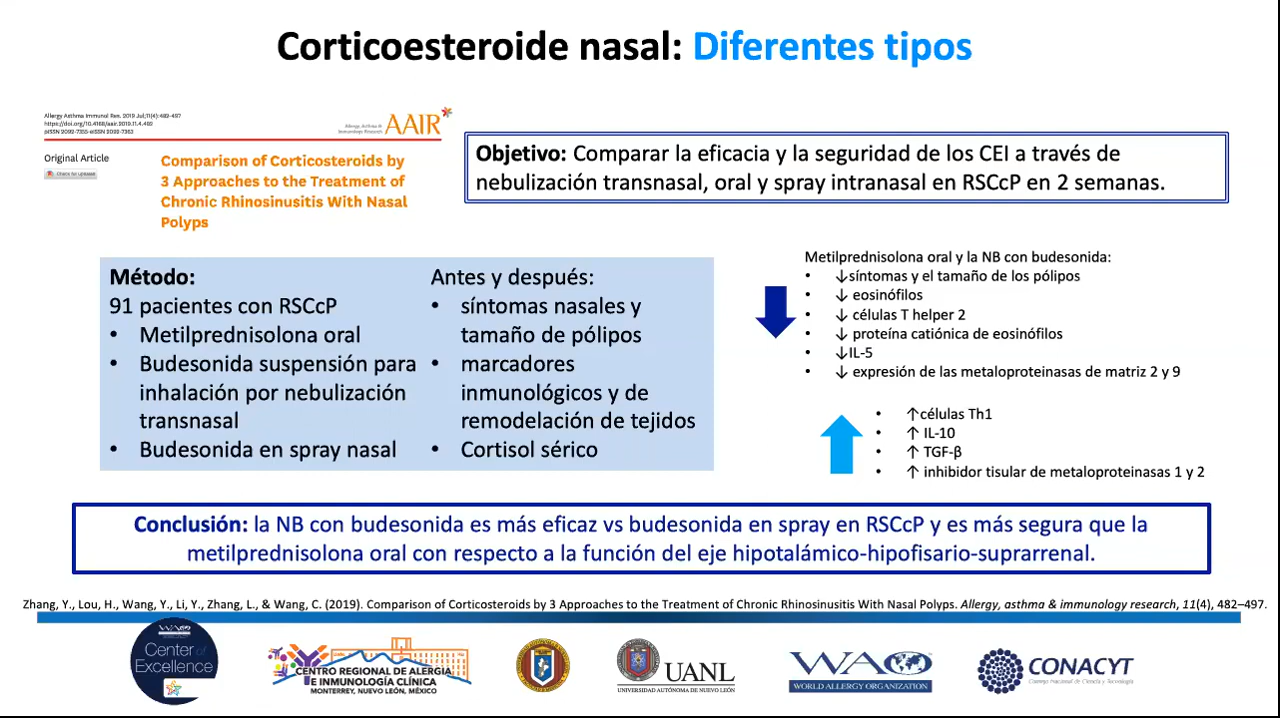 Corticoesteroide nasal: Diferentes tipos
Allergy Asthma Immunol Res. 2019 Jul;11(4):482-497
https://doi.org/10.4168/aair.2019.11.4.482
pISSN 2092-7355·eISSN 2092-7363
Allergy, Asthma &
Immunology Research
AAIR
Original Article
Check for updates
Comparison of Corticosteroids by
3 Approaches to the Treatment of
Chronic Rhinosinusitis With Nasal
Polyps
Objetivo: Comparar la eficacia y la seguridad de los CEI a través de
nebulización transnasal, oral y spray intranasal en RSCcP en 2 semanas.
Método:
91 pacientes con RSCcP
• Metilprednisolona oral
• Budesonida suspensión para
inhalación por nebulización
transnasal
• Budesonida en spray nasal
Antes y después:
• síntomas nasales y
tamaño de pólipos
• marcadores
inmunológicos y de
remodelación de tejidos
• Cortisol sérico
Metilprednisolona oral y la NB con budesonida:
• ↓síntomas y el tamaño de los pólipos
• ↓ eosinófilos
• ↓ células T helper 2
• ↓ proteína catiónica de eosinófilos
• ↓IL-5
• ↓ expresión de las metaloproteinasas de matriz 2 y 9
• ↑células Th1
• ↑ IL-10
• ↑ TGF-β
• ↑ inhibidor tisular de metaloproteinasas 1 y 2
Conclusión: la NB con budesonida es más eficaz vs budesonida en spray en RSCcP y es más segura que la
metilprednisolona oral con respecto a la función del eje hipotalámico-hipofisario-suprarrenal.
Zhang, Y., Lou, H., Wang, Y., Li, Y., Zhang, L., & Wang, C. (2019). Comparison of Corticosteroids by 3 Approaches to the Treatment of Chronic Rhinosinusitis With Nasal Polyps. Allergy, asthma & immunology research, 11(4), 482–497.
WAO
Center of
Excellence
CENTRO REGIONAL DE ALERGIA
E INMUNOLOGÍA CLÍNICA
MONTERREY, NUEVO LEÓN, MÉXICO
UANL
UNIVERSIDAD AUTÓNOMA DE NUEVO LEÓN
WAO
WORLD ALLERGY ORGANIZATION
CONACYT
Consejo Nacional de Ciencia y Tecnología